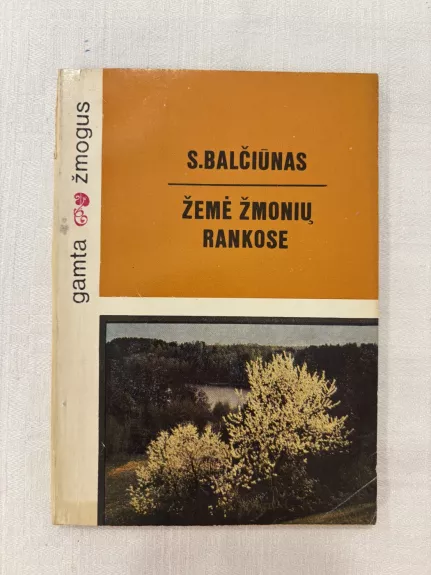 gamta žmogus
S.BALČIŪNAS
ŽEMĖ ŽMONIŲ
RANKOSE